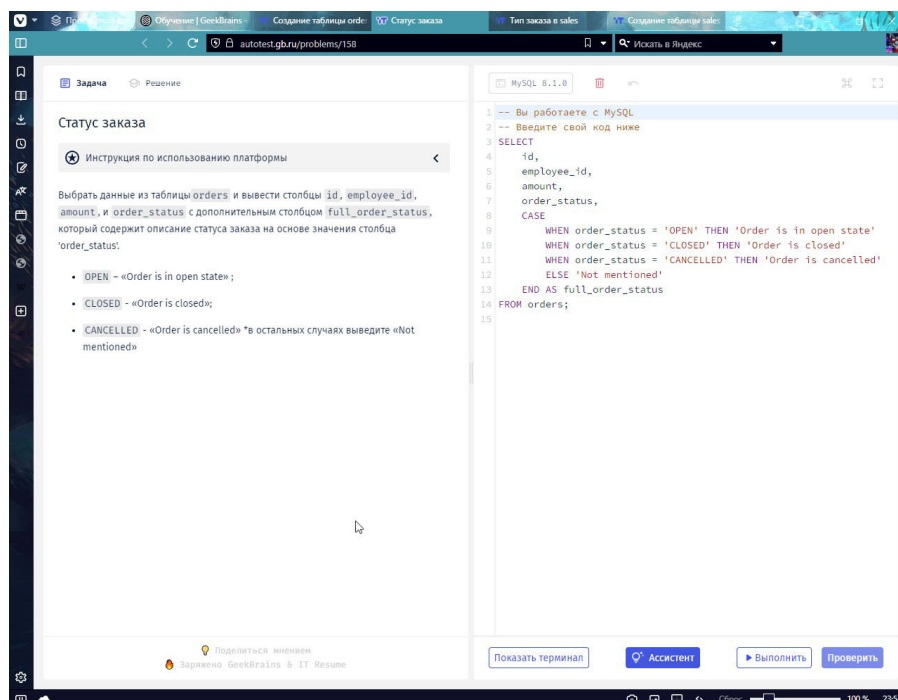 Обучение | GeekBrains -
Создание таблицы orde
Статус заказа
Тип заказа в sales
Создание таблицы sales
autotest.gb.ru/problems/158
Искать в Яндекс
Задача
Решение
MySQL 8.1.0
Статус заказа
Инструкция по использованию платформы
Выбрать данные из таблицы orders и вывести столбцы id, employee_id,
amount, и order_status с дополнительным столбцом full_order_status,
который содержит описание статуса заказа на основе значения столбца
'order_status'.
OPEN – «Order is in open state» ;
CLOSED - «Order is closed»;
CANCELLED - «Order is cancelled» *в остальных случаях выведите «Not
mentioned»
1 -- Вы работаете с MySQL
2 -- Введите свой код ниже
3 SELECT
4 id,
5 employee_id,
6 amount,
7 order_status,
8 CASE
9 WHEN order_status = 'OPEN' THEN 'Order is in open state'
10 WHEN order_status = 'CLOSED' THEN 'Order is closed'
11 WHEN order_status = 'CANCELLED' THEN 'Order is cancelled'
12 ELSE 'Not mentioned'
13 END AS full_order_status
14 FROM orders;
15
Поделиться мнением
Заряжено GeekBrains & IT Resume
Показать терминал
Ассистент
Выполнить
Проверить
Сброс
100 %